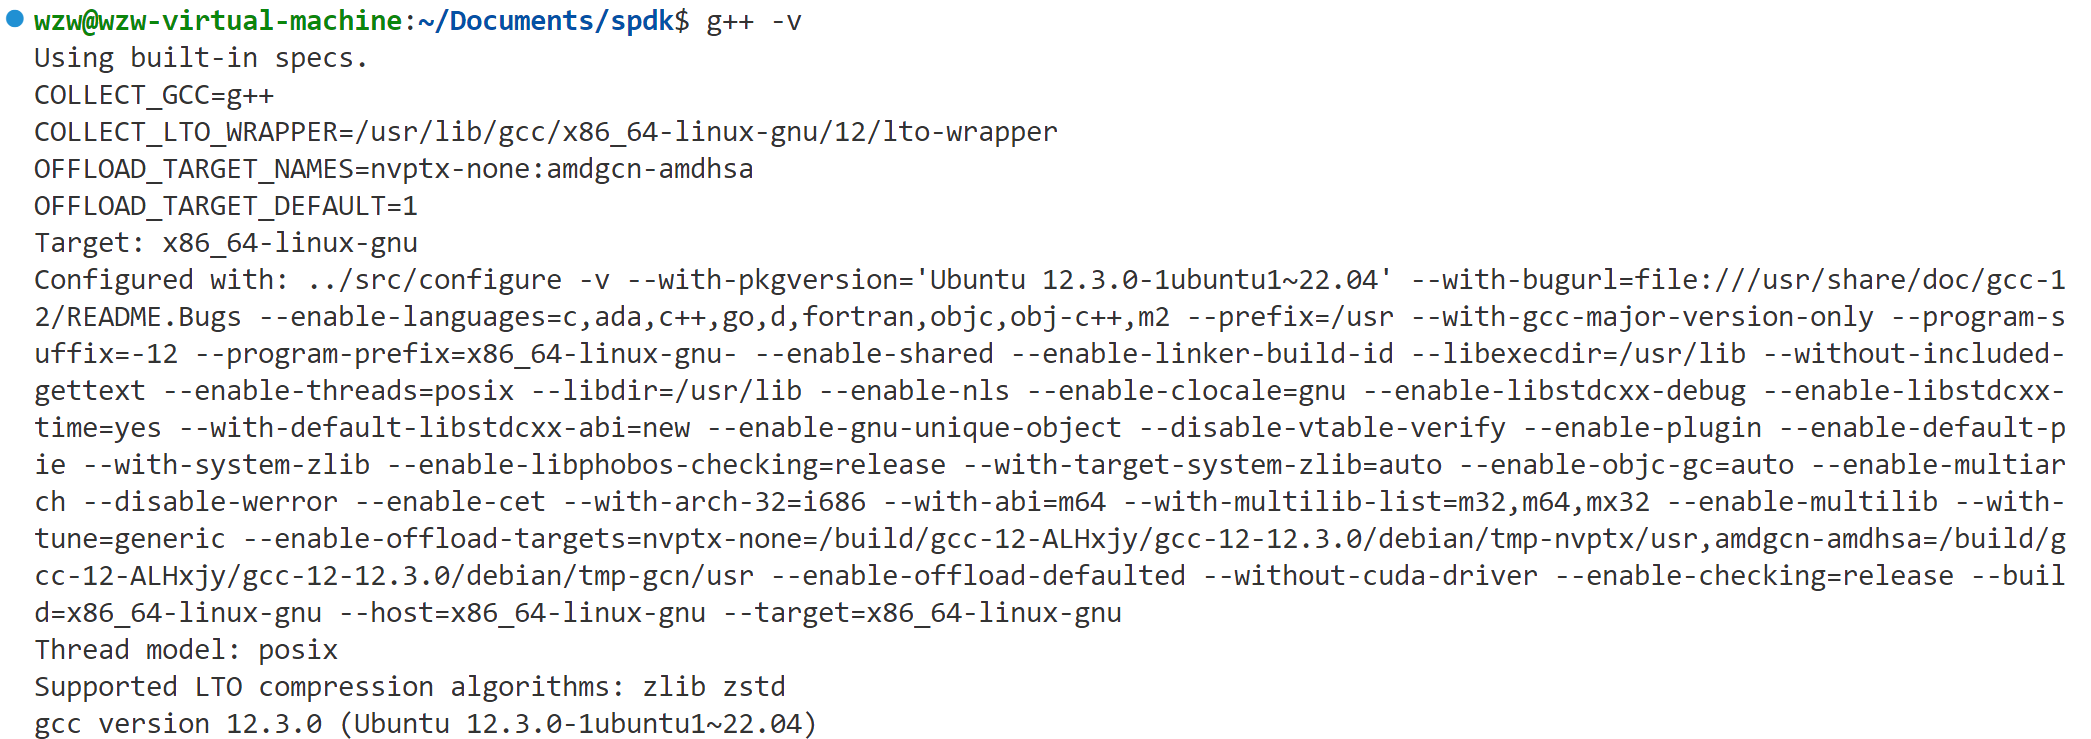 wzw@wzw-virtual-machine:~/Documents/spdk$ g++ -v
Using built-in specs.
COLLECT_GCC=g++
COLLECT_LTO_WRAPPER=/usr/lib/gcc/x86_64-linux-gnu/12/lto-wrapper
OFFLOAD_TARGET_NAMES=nvptx-none:amdgcn-amdhsa
OFFLOAD_TARGET_DEFAULT=1
Target: x86_64-linux-gnu
Configured with: ../src/configure -v --with-pkgversion='Ubuntu 12.3.0-1ubuntu1~22.04' --with-bugurl=file:///usr/share/doc/gcc-1
2/README.Bugs --enable-languages=c,ada,c++,go,d,fortran,objc,obj-c++,m2 --prefix=/usr --with-gcc-major-version-only --program-s
uffix=-12 --program-prefix=x86_64-linux-gnu- --enable-shared --enable-linker-build-id --libexecdir=/usr/lib --without-included-
gettext --enable-threads=posix --libdir=/usr/lib --enable-nls --enable-clocale=gnu --enable-libstdcxx-debug --enable-libstdcxx-
time=yes --with-default-libstdcxx-abi=new --enable-gnu-unique-object --disable-vtable-verify --enable-plugin --enable-default-p
ie --with-system-zlib --enable-libphobos-checking=release --with-target-system-zlib=auto --enable-objc-gc=auto --enable-multiar
ch --disable-werror --enable-cet --with-arch-32=i686 --with-abi=m64 --with-multilib-list=m32,m64,mx32 --enable-multilib --with-
tune=generic --enable-offload-targets=nvptx-none=/build/gcc-12-ALHxjy/gcc-12-12.3.0/debian/tmp-nvptx/usr,amdgcn-amdhsa=/build/g
cc-12-ALHxjy/gcc-12-12.3.0/debian/tmp-gcn/usr --enable-offload-defaulted --without-cuda-driver --enable-checking=release --buil
d=x86_64-linux-gnu --host=x86_64-linux-gnu --target=x86_64-linux-gnu
Thread model: posix
Supported LTO compression algorithms: zlib zstd
gcc version 12.3.0 (Ubuntu 12.3.0-1ubuntu1~22.04)